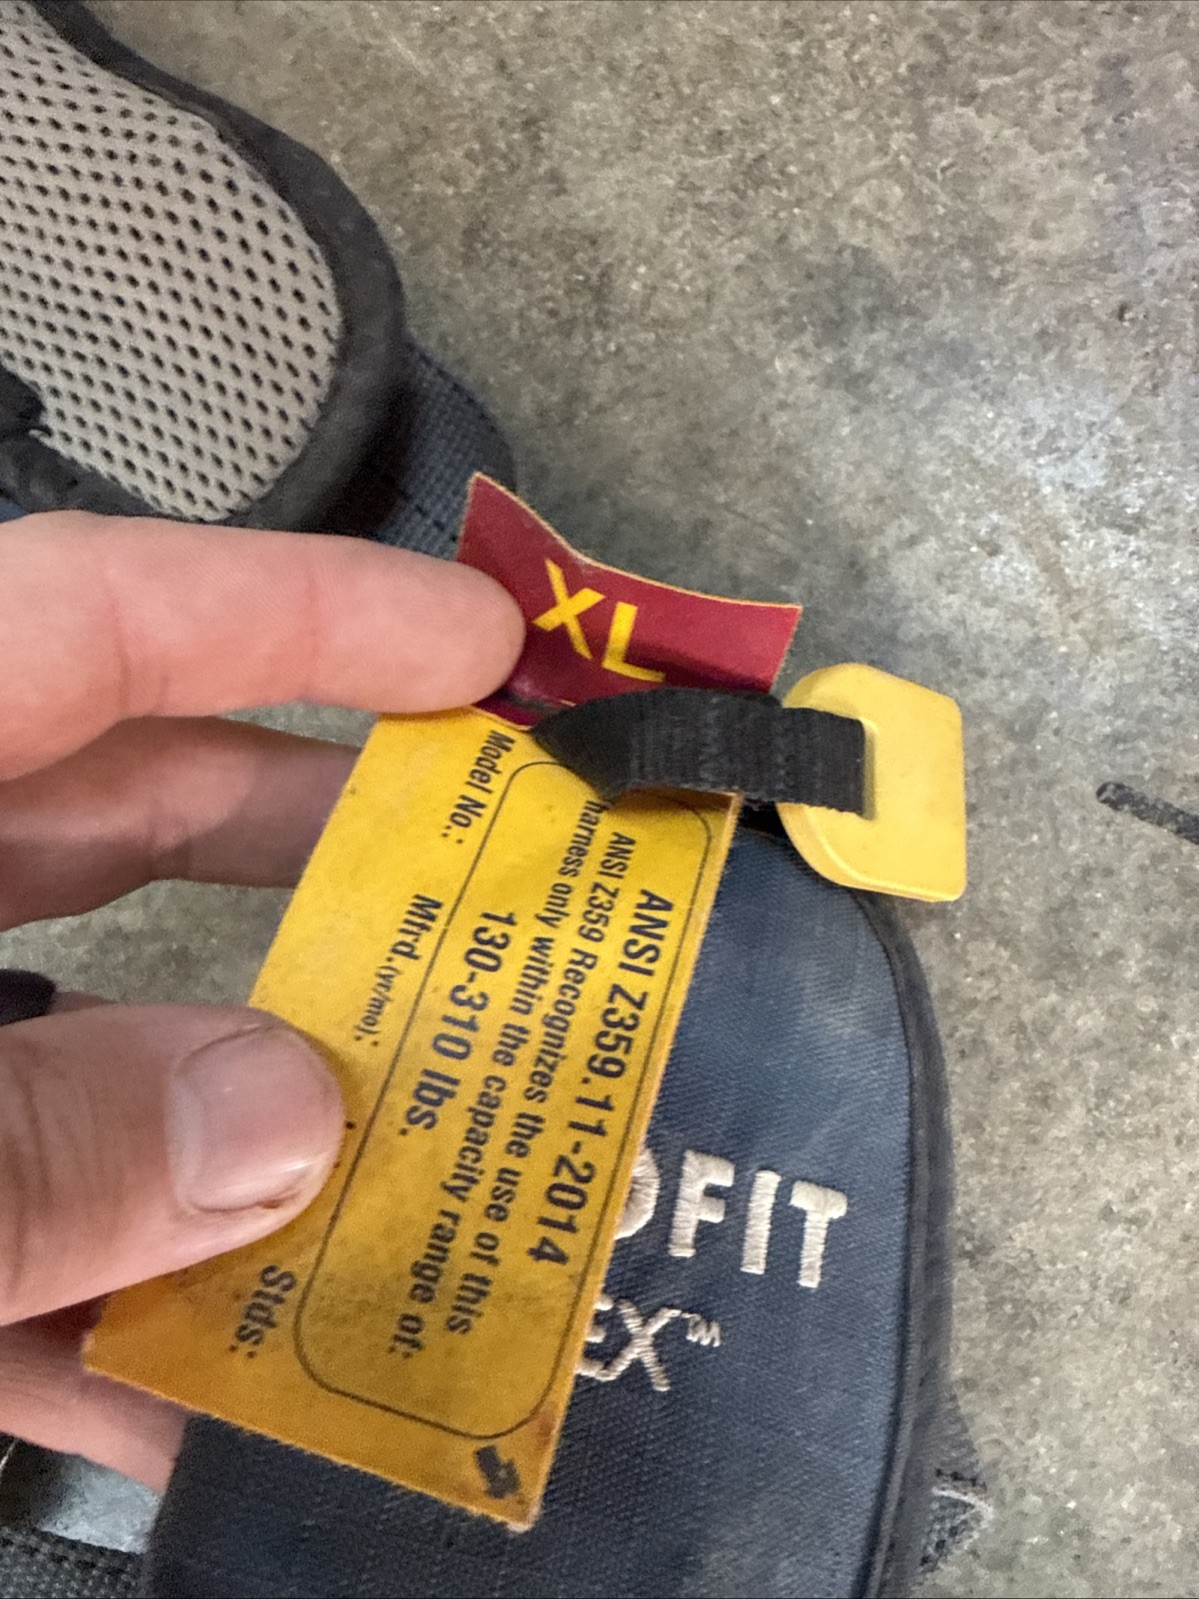 XL
ANSI Z359.11-2014
ANSI Z359 Recognizes the use of this
harness only within the capacity range of:
130-310 lbs.
Model No.:
Mfrd.(yr/mo):
Stds:
OFIT
EX™